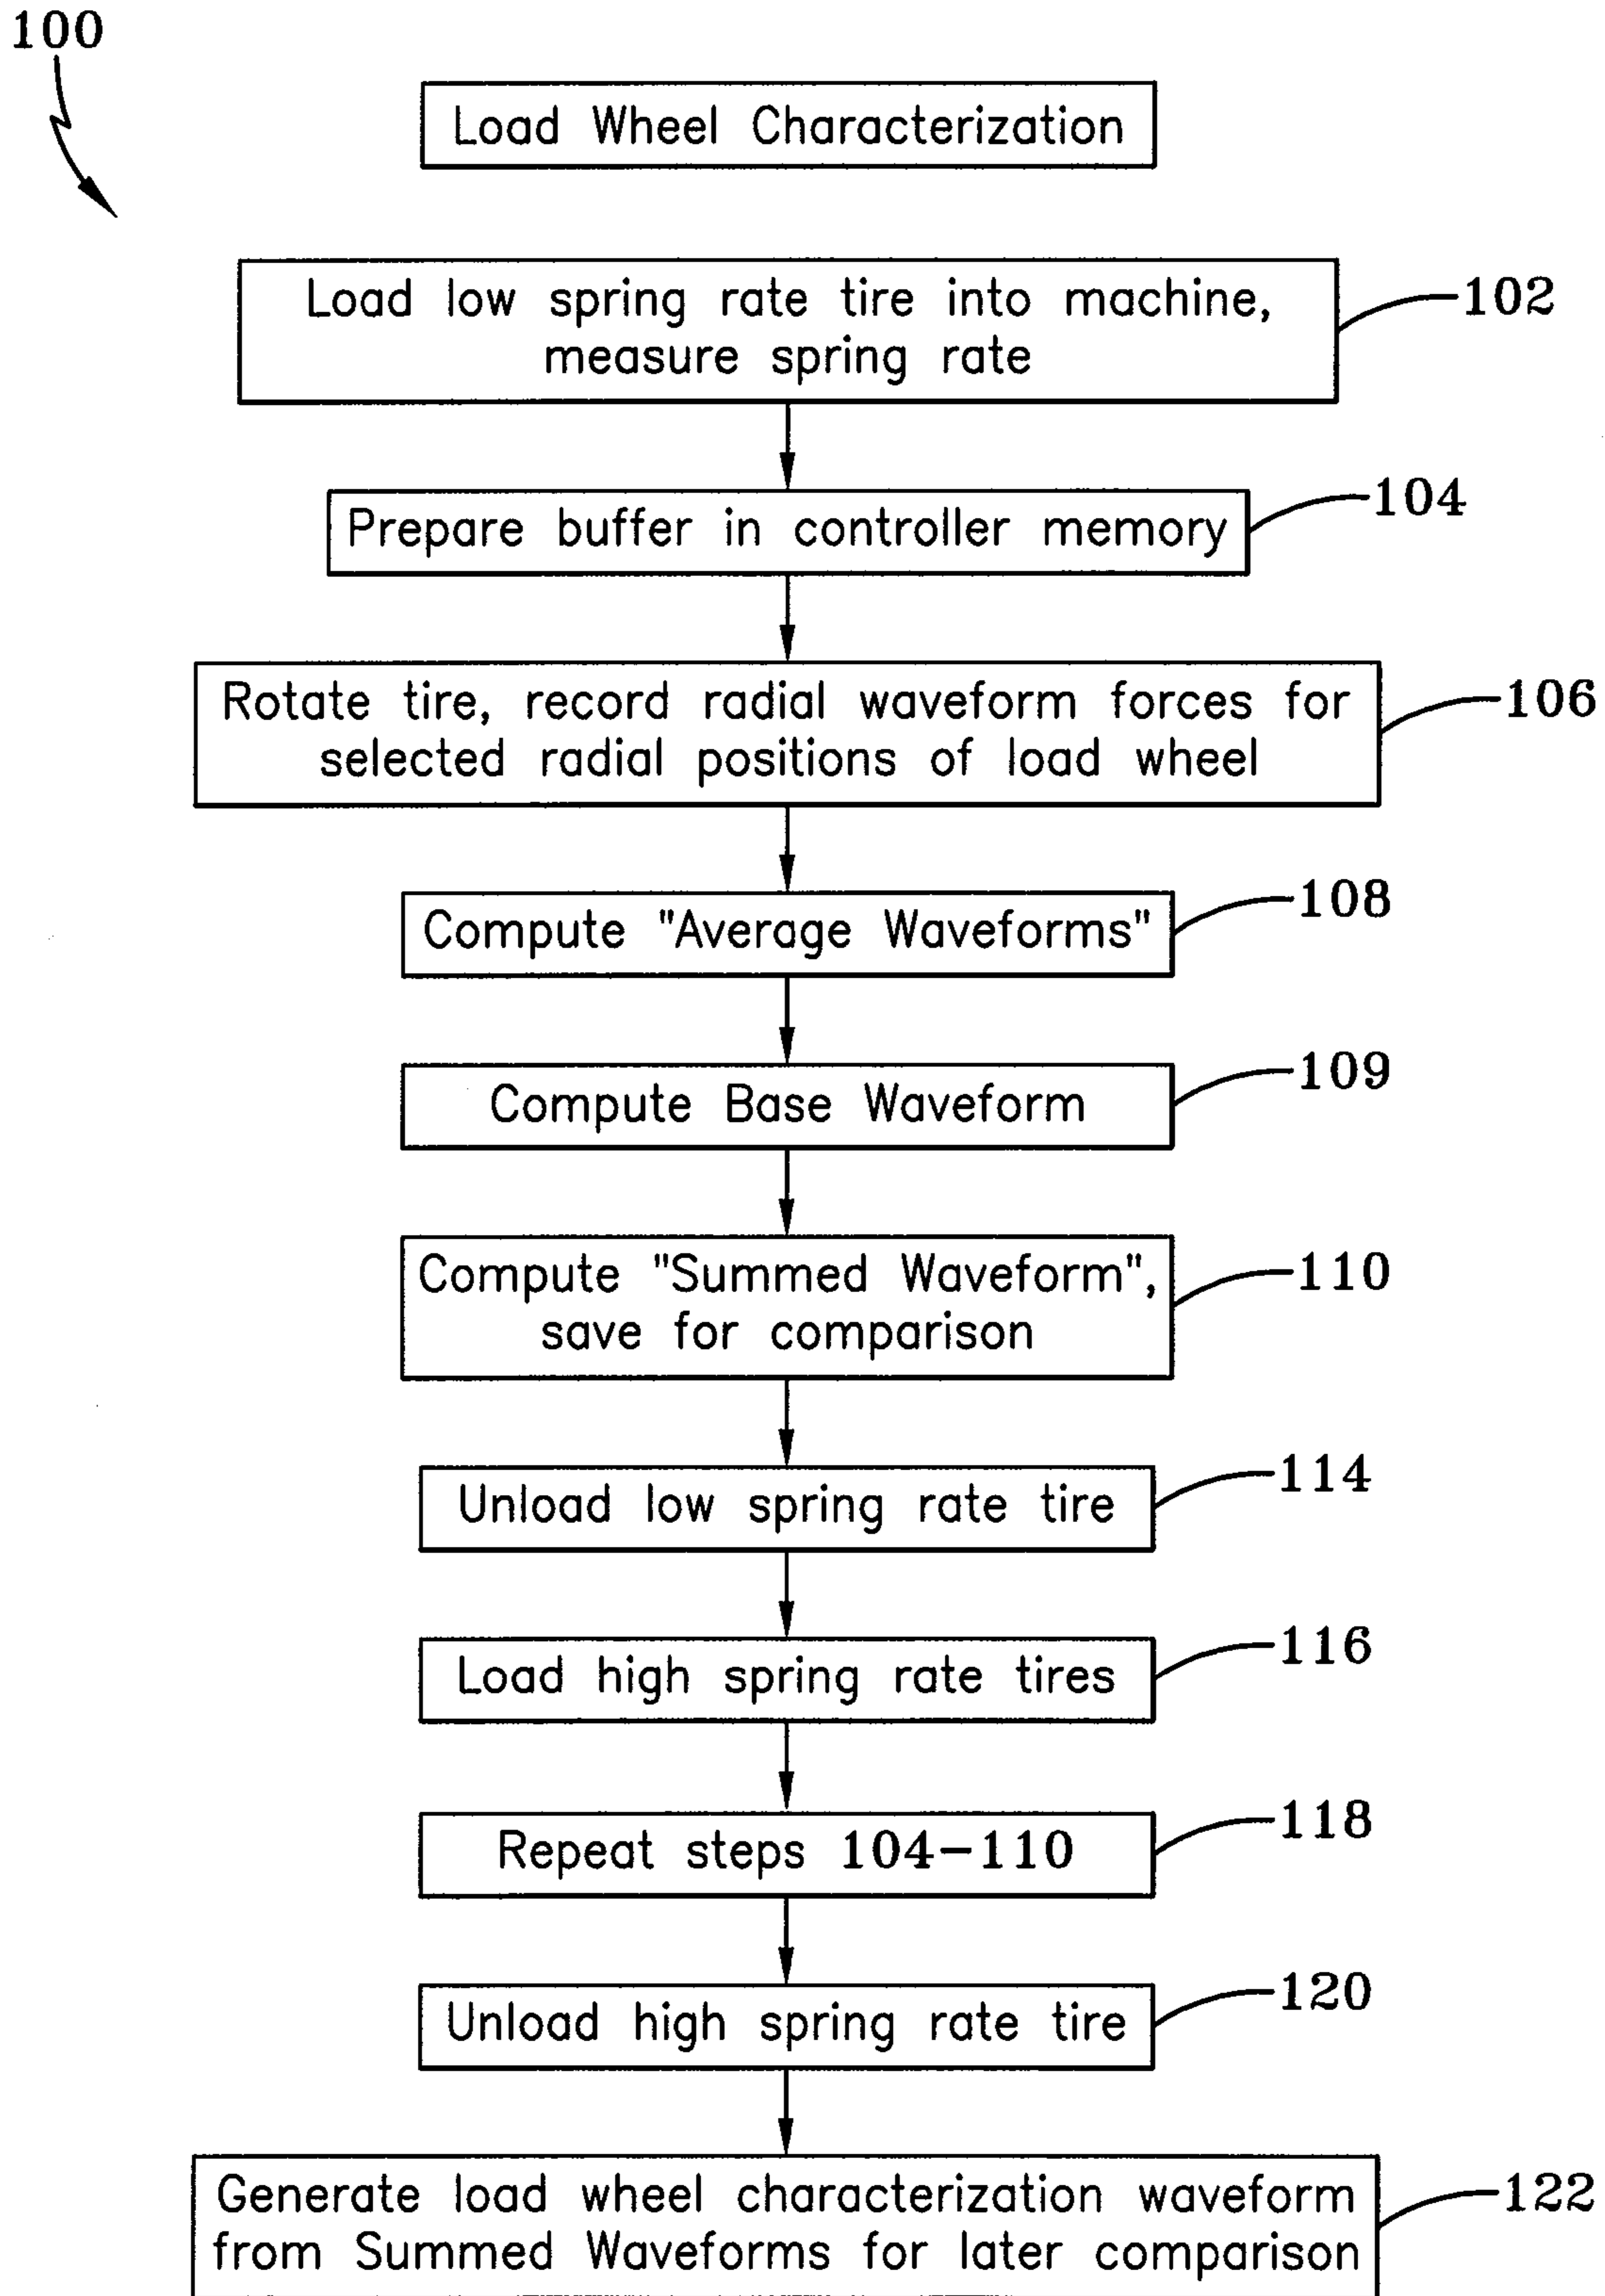 100
Load Wheel Characterization
Load low spring rate tire into machine,
measure spring rate
102
Prepare buffer in controller memory
104
Rotate tire, record radial waveform forces for
selected radial positions of load wheel
106
Compute "Average Waveforms"
108
Compute Base Waveform
109
Compute "Summed Waveform",
save for comparison
110
Unload low spring rate tire
114
Load high spring rate tires
116
Repeat steps 104-110
118
Unload high spring rate tire
120
Generate load wheel characterization waveform
from Summed Waveforms for later comparison
122